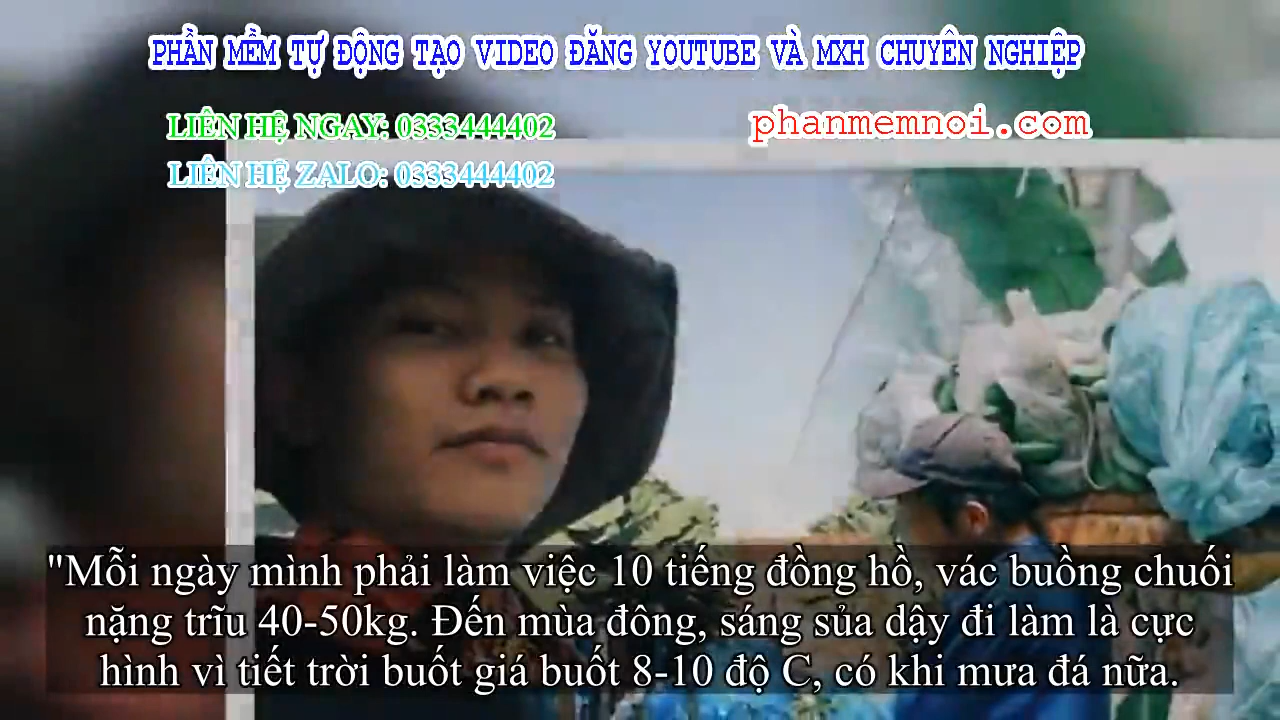 PHẦN MỀM TỰ ĐỘNG TẠO VIDEO ĐĂNG YOUTUBE VÀ MXH CHUYÊN NGHIỆP
LIÊN HỆ NGAY: 0333444402
phanmemnoi.com
LIÊN HỆ ZALO: 0333444402
"Mỗi ngày mình phải làm việc 10 tiếng đồng hồ, vác buồng chuối
nặng trĩu 40-50kg. Đến mùa đông, sáng sủa dậy đi làm là cực
hình vì tiết trời buốt giá buốt 8-10 độ C, có khi mưa đá nữa.